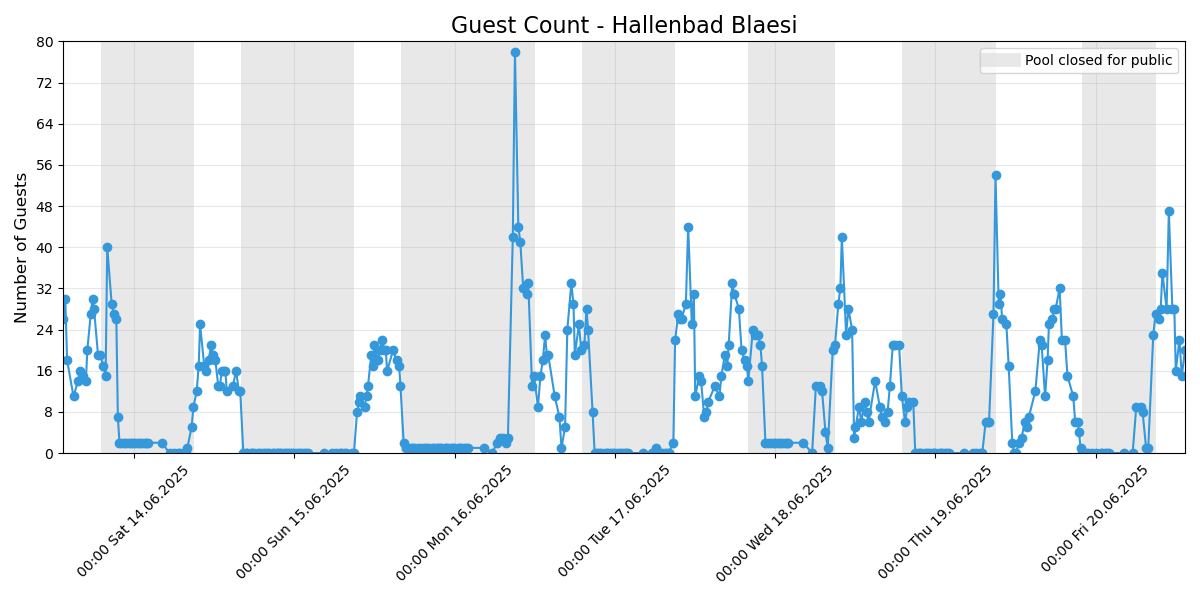 Guest Count - Hallenbad Blaesi
Pool closed for public
Number of Guests
80
72
64
56
48
40
32
24
16
8
0
00:00 Sat 14.06.2025
00:00 Sun 15.06.2025
00:00 Mon 16.06.2025
00:00 Tue 17.06.2025
00:00 Wed 18.06.2025
00:00 Thu 19.06.2025
00:00 Fri 20.06.2025